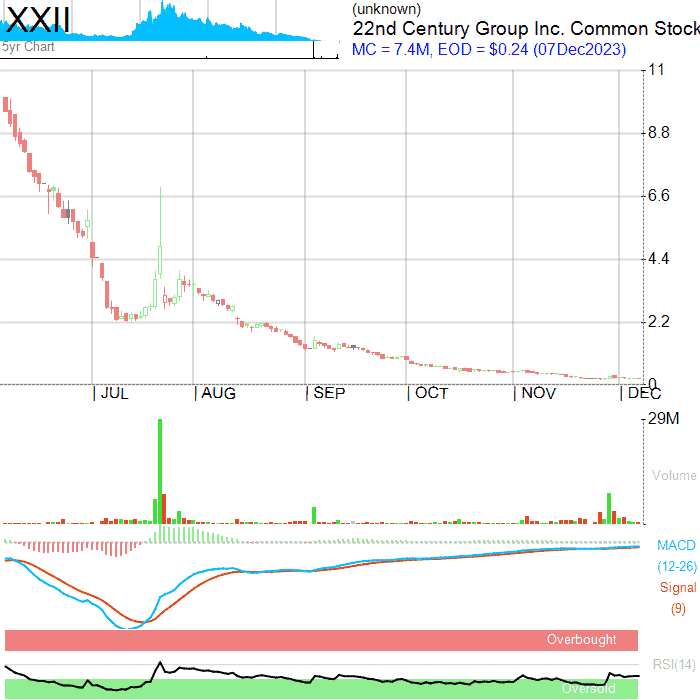 XXII
5yr Chart
(unknown)
22nd Century Group Inc. Common Stock
MC = 7.4M, EOD = $0.24 (07Dec2023)
11
8.8
6.6
4.4
2.2
0
JUL AUG SEP OCT NOV DEC
29M
Volume
MACD
(12-26)
Signal
(9)
Overbought
RSI(14)
Oversold